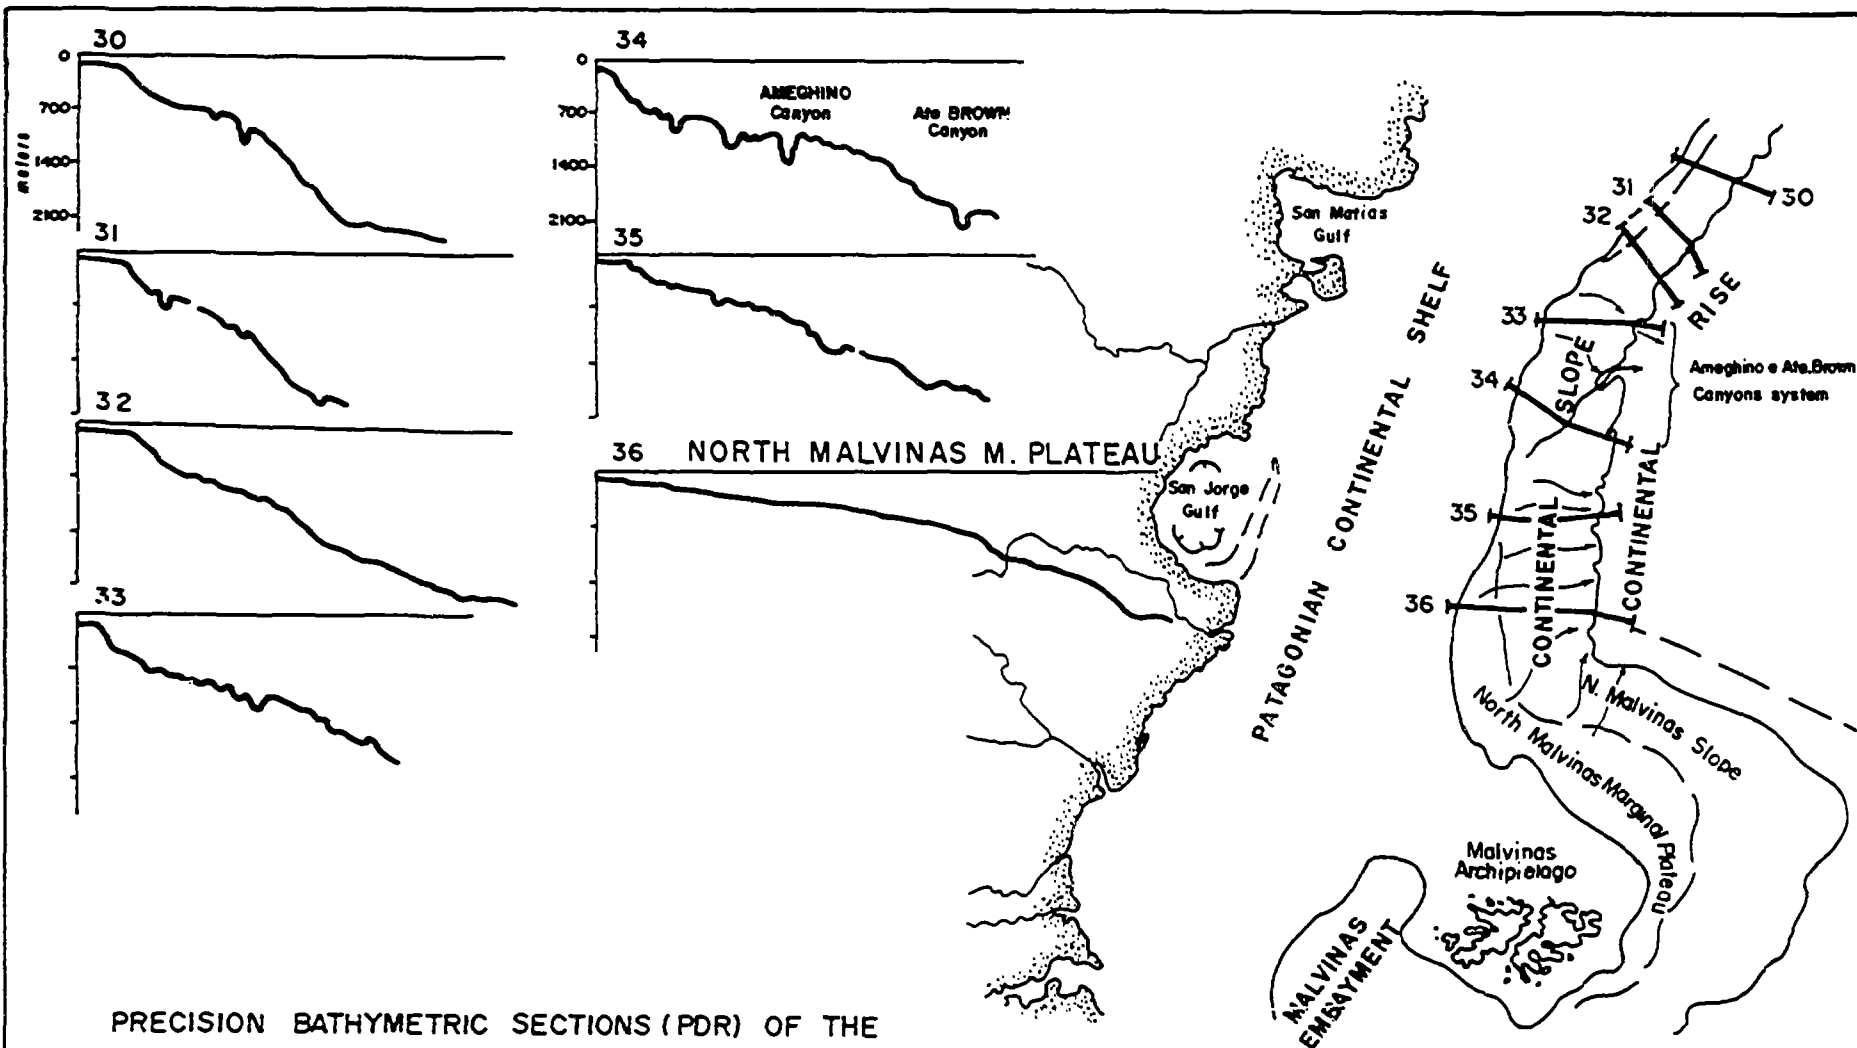 30
0
700
1400
2100
meters
31
32
33
34
0
700
1400
2100
AMEGHINO
Canyon
Ate BROWN
Canyon
35
36 NORTH MALVINAS M. PLATEAU
San Matias
Gulf
San Jorge
Gulf
PATAGONIAN CONTINENTAL SHELF
30
31
32
RISE
33
SLOPE
34
Ameghino e Ate. Brown
Canyons system
35
CONTINENTAL
CONTINENTAL
36
N. Malvinas Slope
North Malvinas Marginal Plateau
Malvinas
Archipielago
MALVINAS
EMBAYMENT
PRECISION BATHYMETRIC SECTIONS (PDR) OF THE